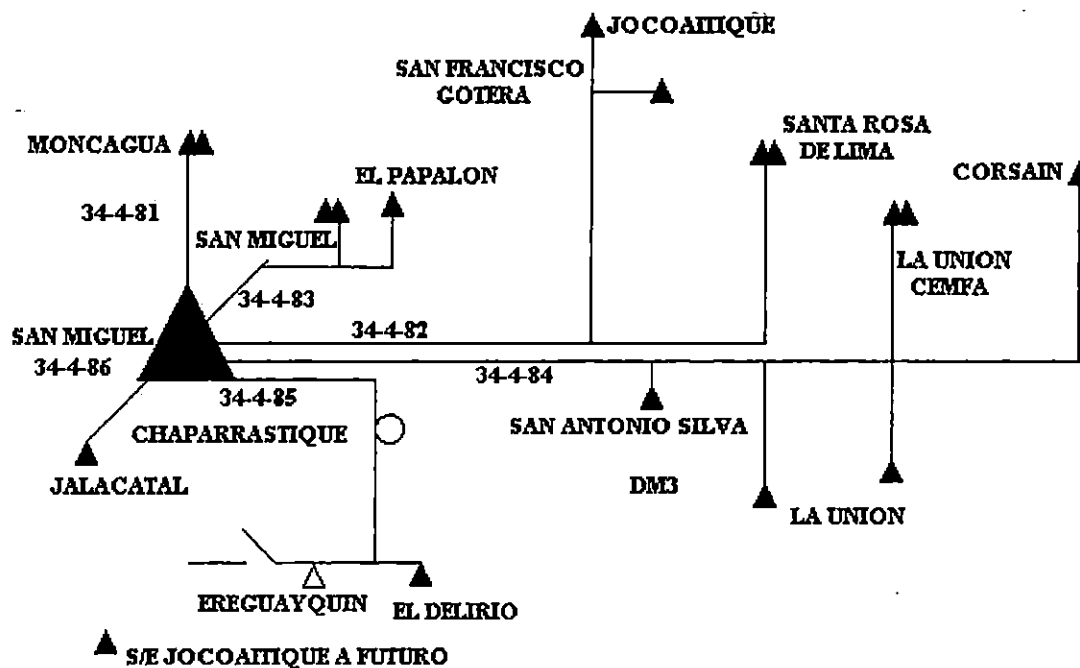 JOCOAITIQUE
SAN FRANCISCO
GOTERA
MONCAGUA
SANTA ROSA
DE LIMA
EL PAPALON
CORSAIN
34-4-81
SAN MIGUEL
LA UNION
CEMFA
34-4-83
SAN MIGUEL
34-4-82
34-4-86
34-4-84
34-4-85
CHAPARRASTIQUE
SAN ANTONIO SILVA
JALACATAL
DM3
LA UNION
EREGUAYQUIN
EL DELIRIO
S/E JOCOAITIQUE A FUTURO